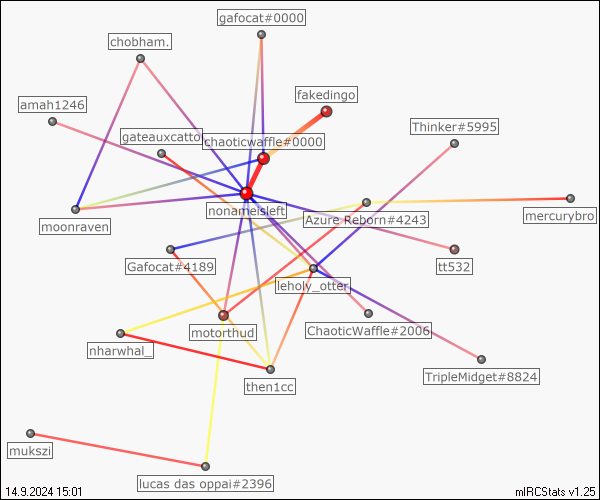 gafocat#0000
chobham.
fakedingo
amah1246
Thinker#5995
gateauxcatto
chaoticwaffle#0000
nonameisleft
Azure Reborn#4243
mercurybro
moonraven
Gafocat#4189
tt532
leholy_otter
motorthud
ChaoticWaffle#2006
nharwhal_
then1cc
TripleMidget#8824
mukszi
lucas das oppai#2396
14.9.2024 15:01
mIRCStats v1.25